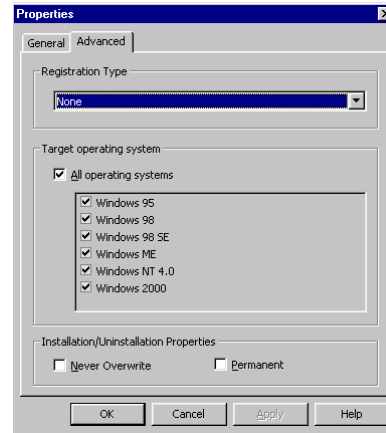 Properties
General Advanced
Registration Type
None
Target operating system
All operating systems
Windows 95
Windows 98
Windows 98 SE
Windows ME
Windows NT 4.0
Windows 2000
Installation/Uninstallation Properties
Never Overwrite Permanent
OK Cancel Apply Help